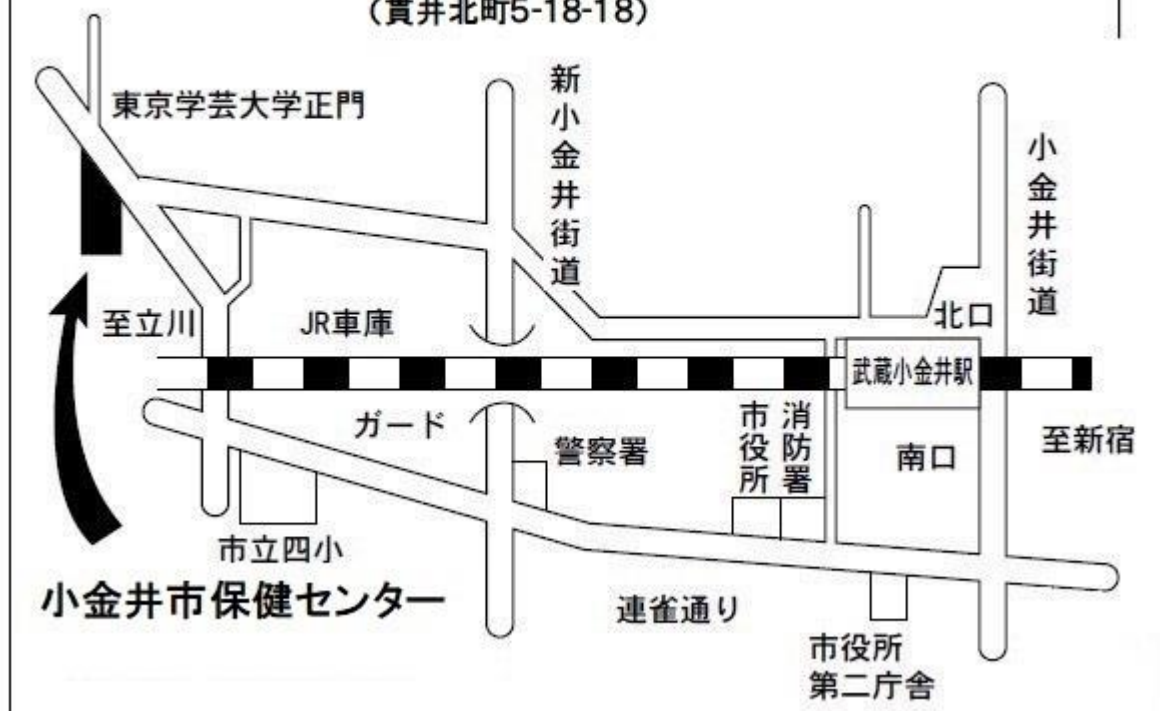 （貫井北町5-18-18）
東京学芸大学正門
新小金井街道
小金井街道
至立川
JR車庫
北口
武蔵小金井駅
ガード
警察署
市役所
消防署
南口
至新宿
市立四小
小金井市保健センター
連雀通り
市役所
第二庁舎